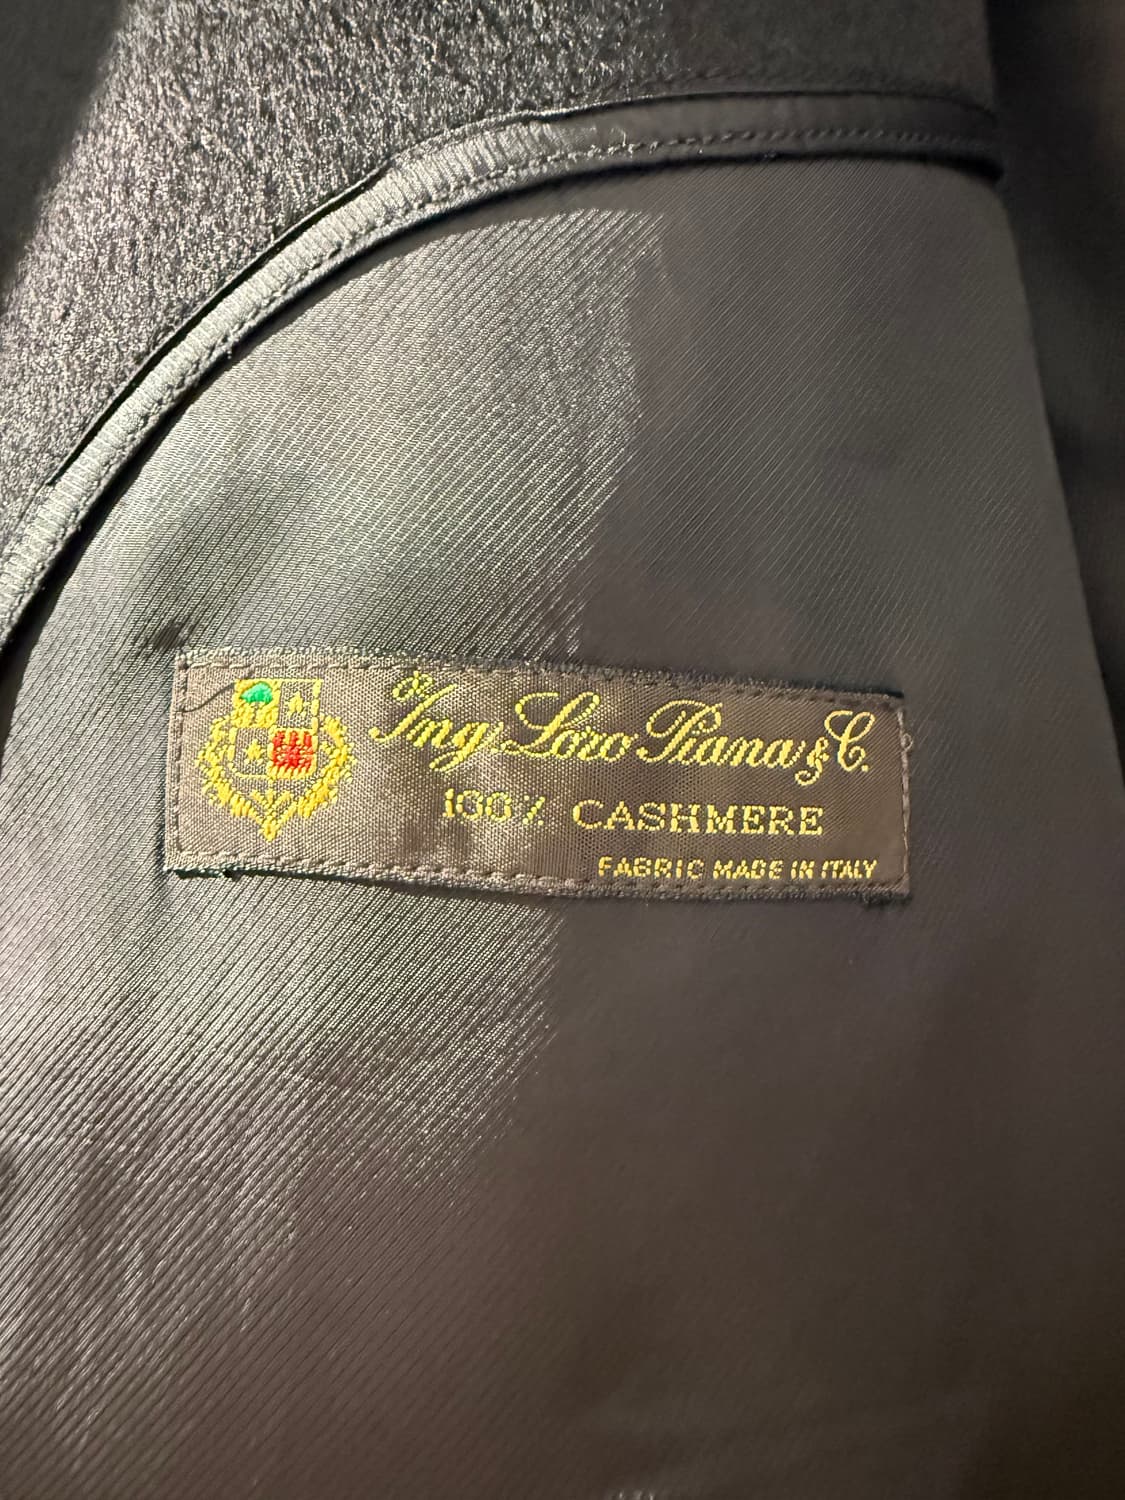 Ing. Loro Piana & C.
100% CASHMERE
FABRIC MADE IN ITALY